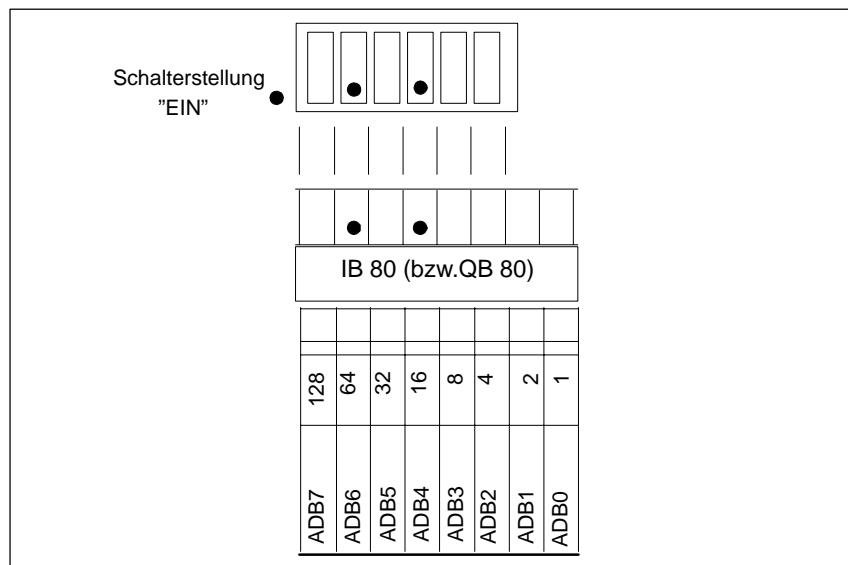 Schalterstellung
”EIN”
IB 80 (bzw.QB 80)
128 64 32 16 8 4 2 1
ADB7 ADB6 ADB5 ADB4 ADB3 ADB2 ADB1 ADB0